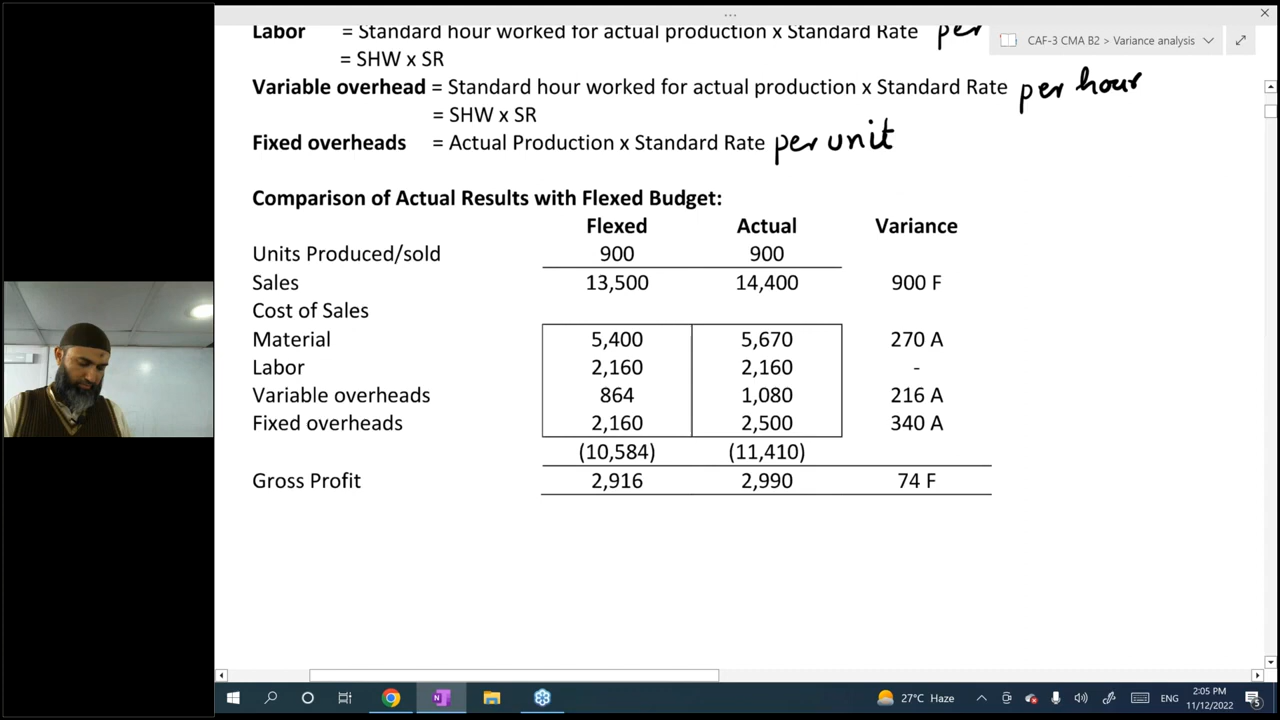 CAF-3 CMA B2 > Variance analysis
Labor = Standard hour worked for actual production x Standard Rate per
= SHW x SR
Variable overhead = Standard hour worked for actual production x Standard Rate per hour
= SHW x SR
Fixed overheads = Actual Production x Standard Rate per unit
Comparison of Actual Results with Flexed Budget:
Flexed Actual Variance
Units Produced/sold 900 900
Sales 13,500 14,400 900 F
Cost of Sales
Material 5,400 5,670 270 A
Labor 2,160 2,160 -
Variable overheads 864 1,080 216 A
Fixed overheads 2,160 2,500 340 A
(10,584) (11,410)
Gross Profit 2,916 2,990 74 F
27°C Haze ENG 2:05 PM
11/12/2022 5